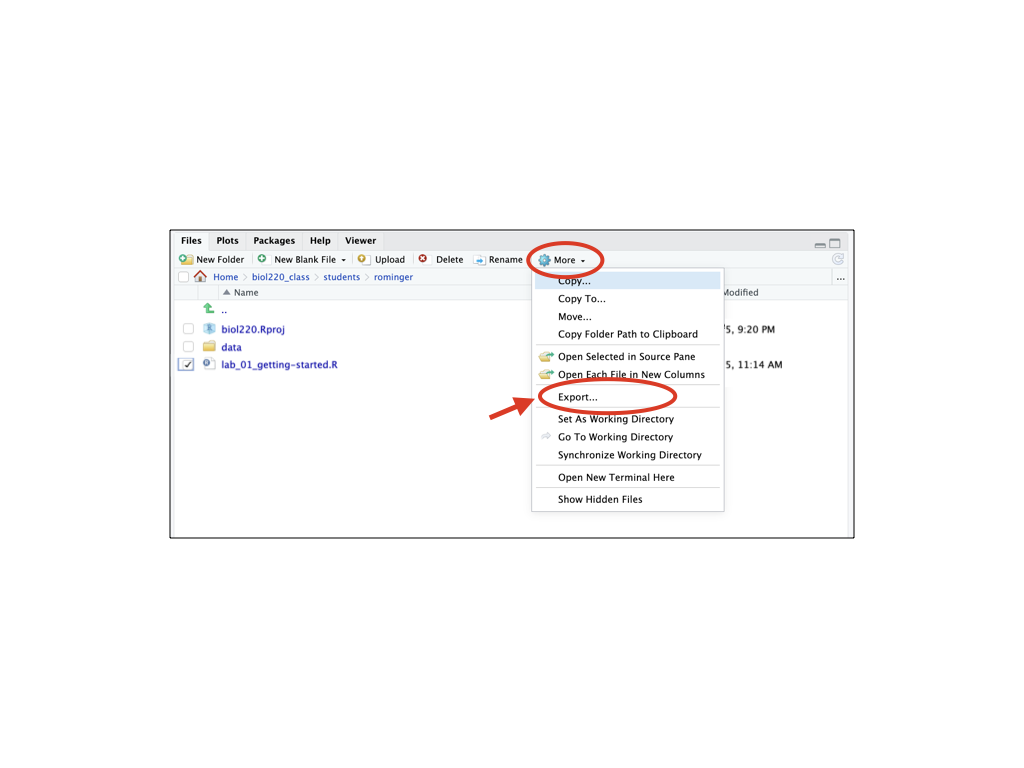 Files Plots Packages Help Viewer
New Folder New Blank File Upload Delete Rename More
Home biol220_class students rominger ...
Name Modified
..
biol220.Rproj 5, 9:20 PM
data
lab_01_getting-started.R 5, 11:14 AM
Copy...
Copy To...
Move...
Copy Folder Path to Clipboard
Open Selected in Source Pane
Open Each File in New Columns
Export...
Set As Working Directory
Go To Working Directory
Synchronize Working Directory
Open New Terminal Here
Show Hidden Files